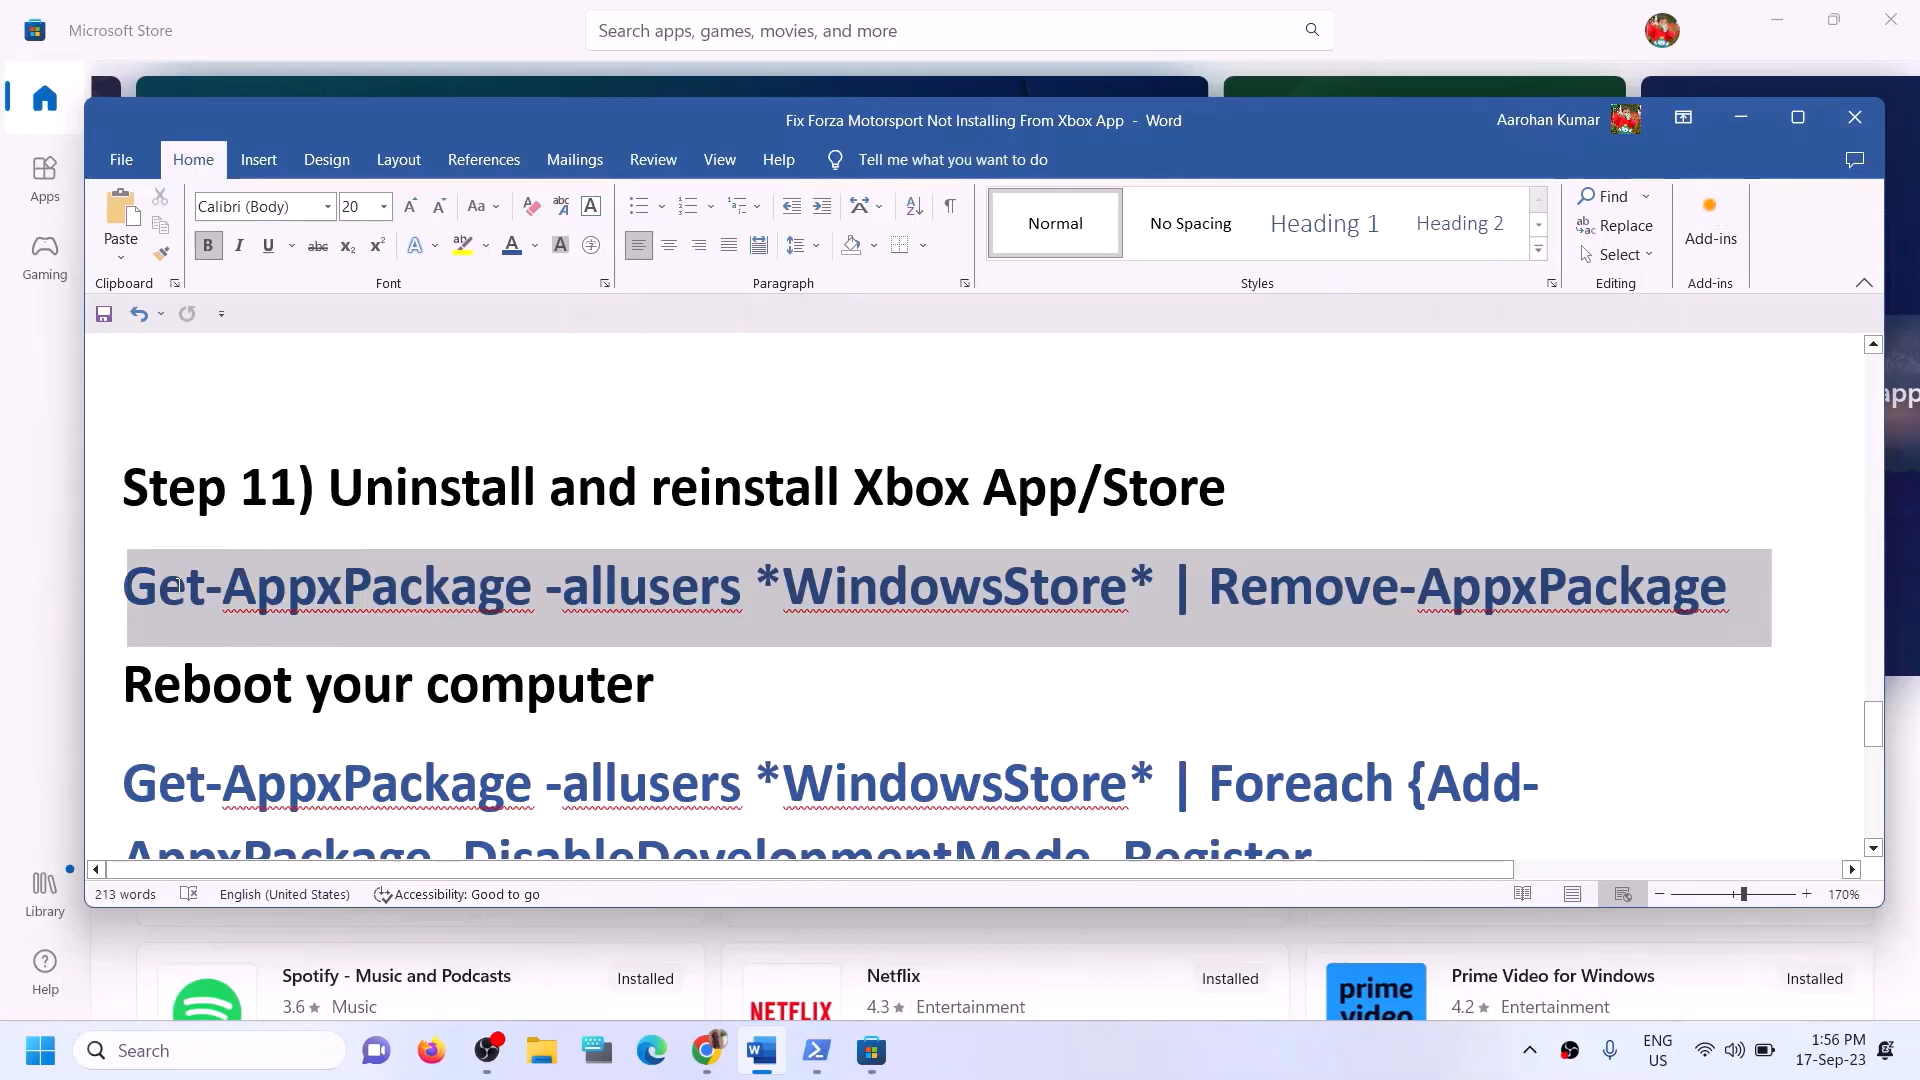 Microsoft Store
Search apps, games, movies, and more
Fix Forza Motorsport Not Installing From Xbox App - Word
Aarohan Kumar
File Home Insert Design Layout References Mailings Review View Help Tell me what you want to do
Apps
Gaming
Paste
Calibri (Body) 20
Aa
Normal
No Spacing
Heading 1
Heading 2
Find
Replace
Select
Add-ins
Clipboard
Font
Paragraph
Styles
Editing
Add-ins
app
Step 11) Uninstall and reinstall Xbox App/Store
Get-AppxPackage -allusers *WindowsStore* | Remove-AppxPackage
Reboot your computer
Get-AppxPackage -allusers *WindowsStore* | Foreach {Add-
AppxPackage -DisableDevelopmentMode -Register
213 words
English (United States)
Accessibility: Good to go
170%
Library
Help
Spotify - Music and Podcasts
Installed
3.6 ★ Music
NETFLIX
Netflix
Installed
4.3 ★ Entertainment
prime
video
Prime Video for Windows
Installed
4.2 ★ Entertainment
Search
ENG
US
1:56 PM
17-Sep-23